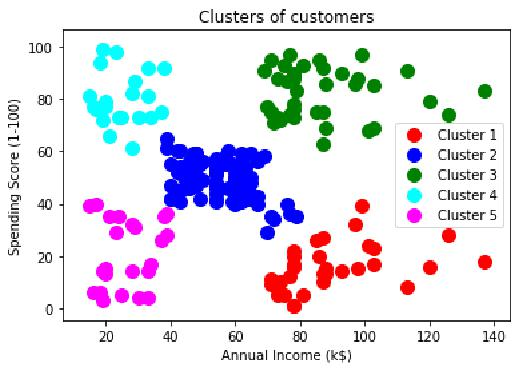 Clusters of customers
100
80
60
40
20
0
Spending Score (1-100)
Cluster 1
Cluster 2
Cluster 3
Cluster 4
Cluster 5
20 40 60 80 100 120 140
Annual Income (k$)